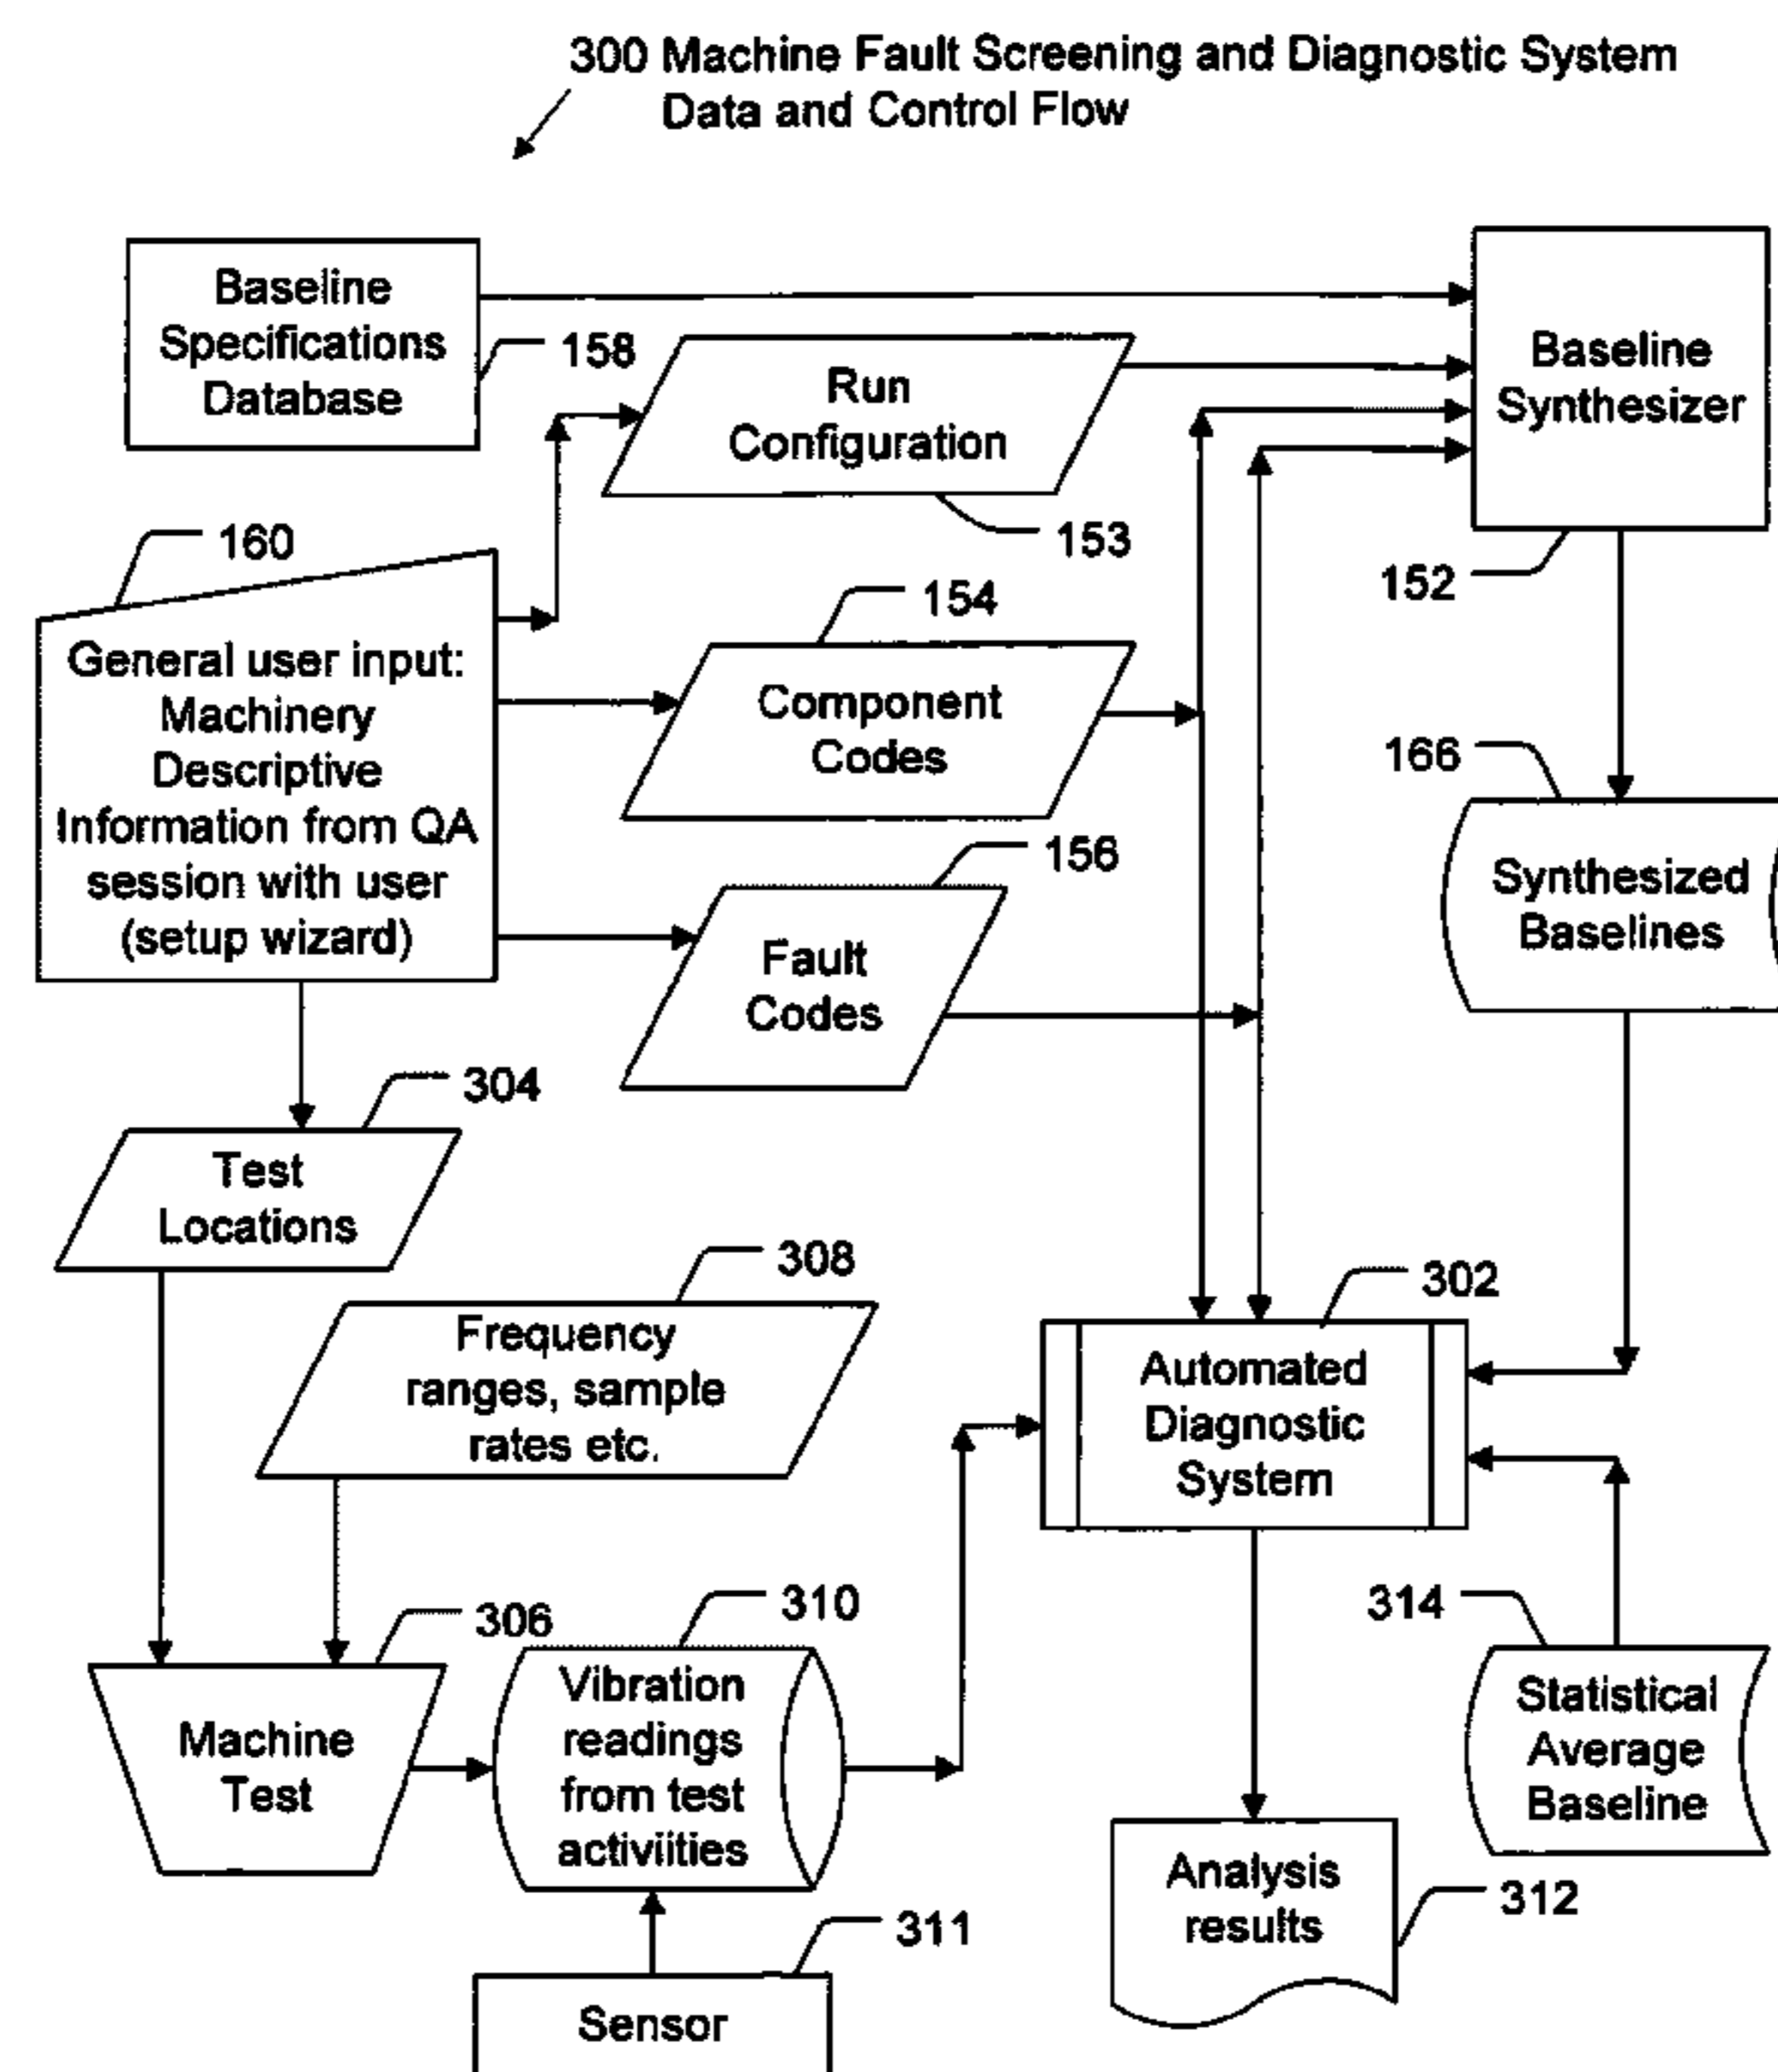 300 Machine Fault Screening and Diagnostic System
Data and Control Flow
Baseline
Specifications
Database
158
Run
Configuration
153
Baseline
Synthesizer
152
160
General user input:
Machinery
Descriptive
Information from QA
session with user
(setup wizard)
154
Component
Codes
156
Fault
Codes
166
Synthesized
Baselines
304
Test
Locations
308
Frequency
ranges, sample
rates etc.
302
Automated
Diagnostic
System
306
Machine
Test
310
Vibration
readings
from test
activiities
314
Statistical
Average
Baseline
Analysis
results
312
311
Sensor